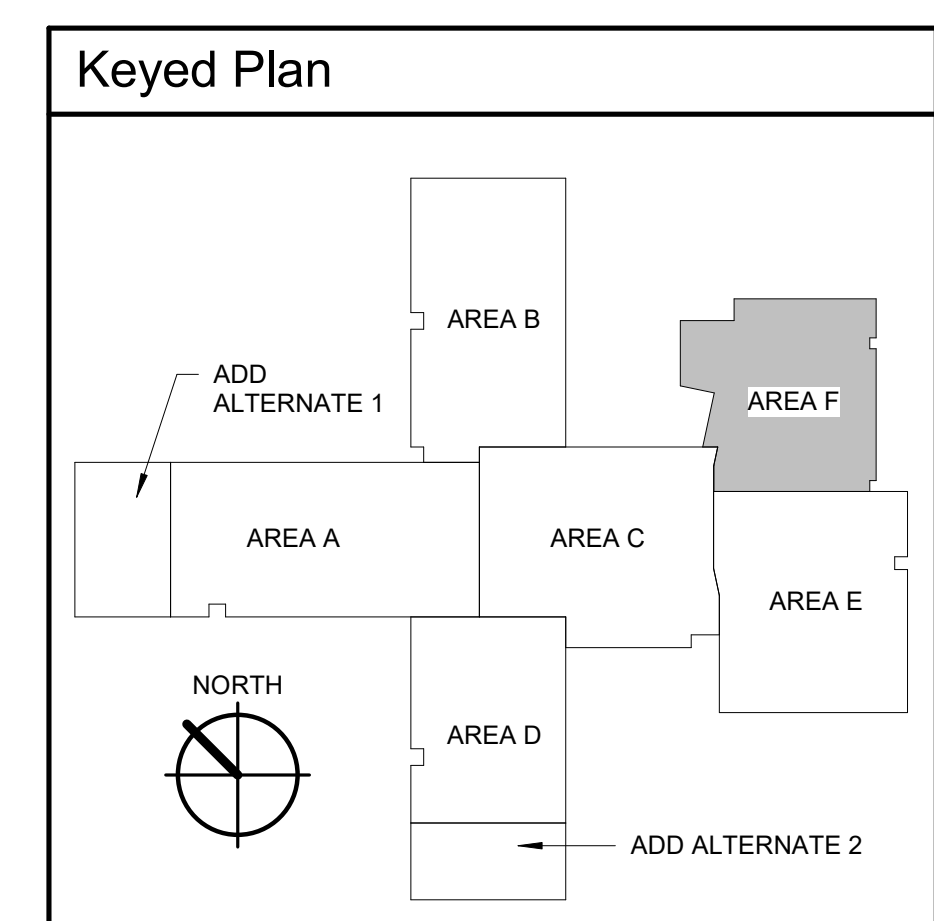 Keyed Plan
AREA B
ADD
ALTERNATE 1
AREA F
AREA A
AREA C
AREA E
NORTH
AREA D
ADD ALTERNATE 2